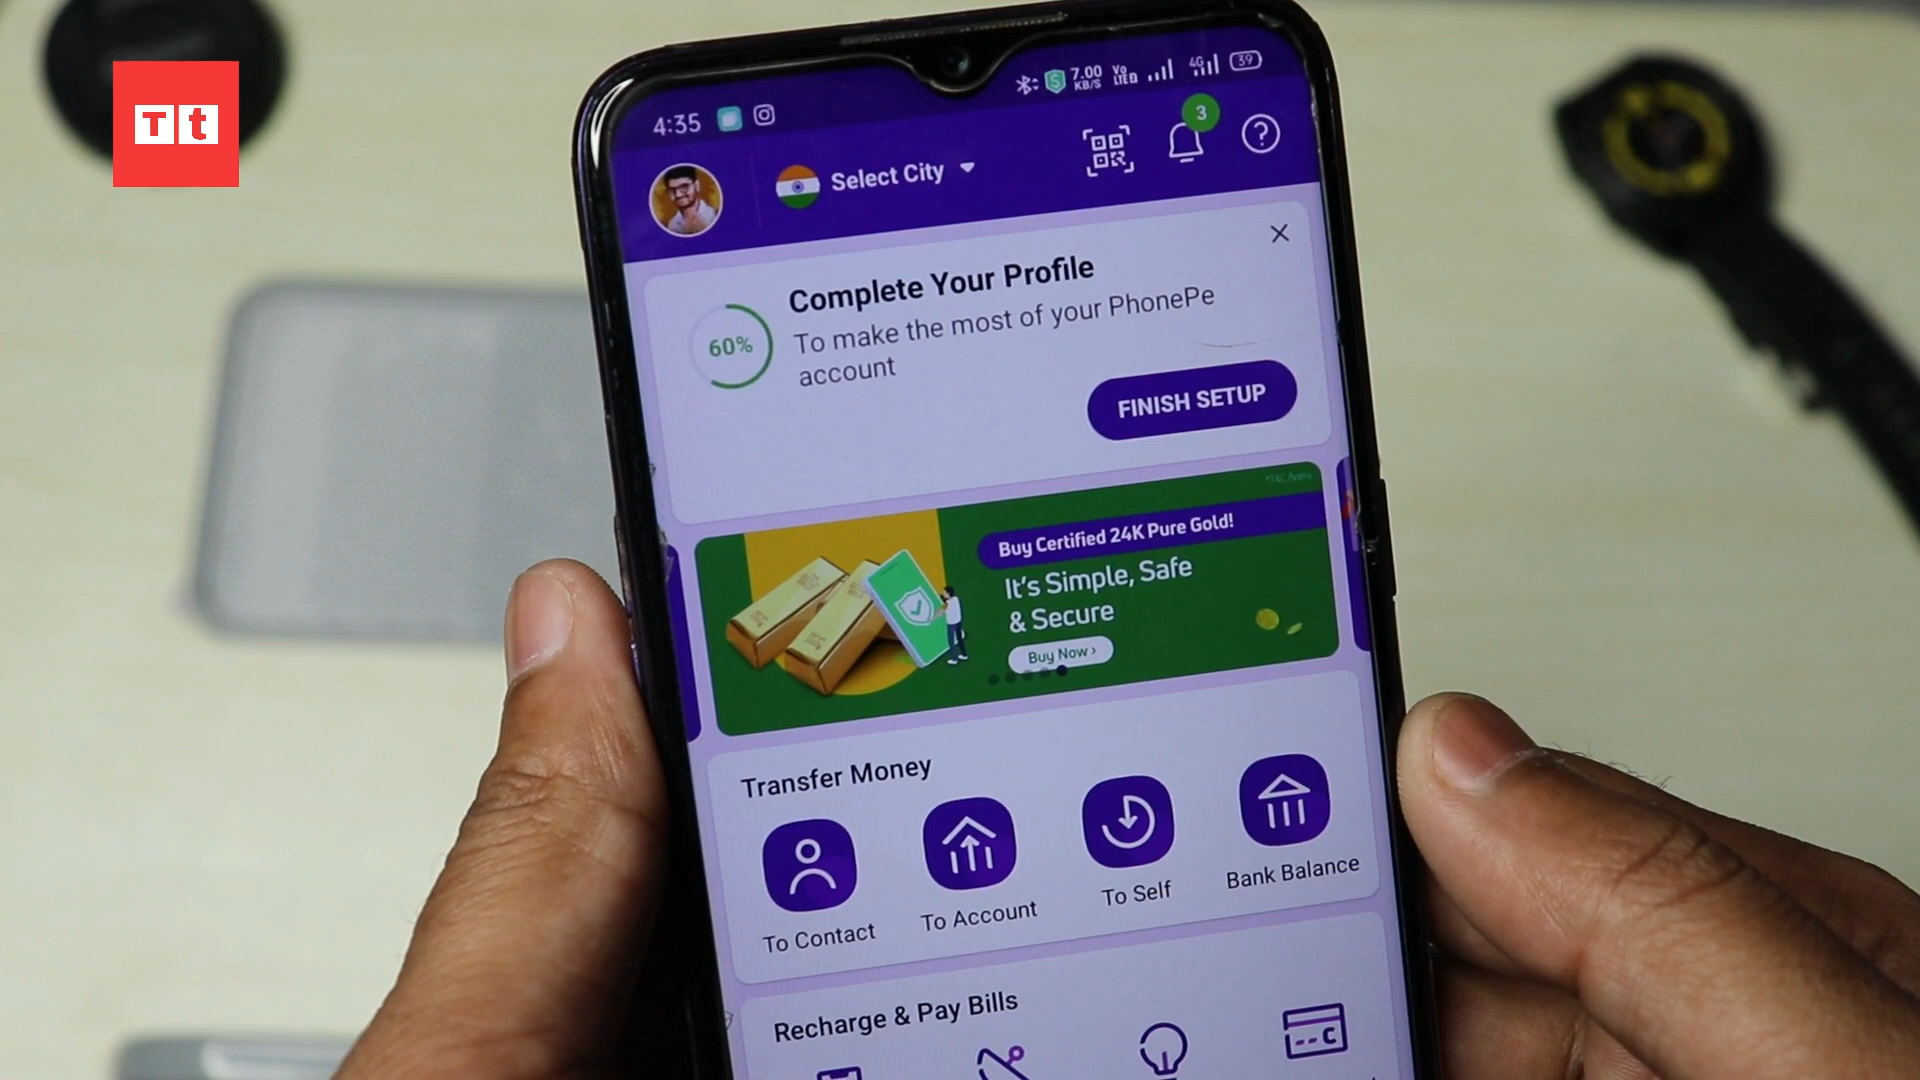 Tt
4:35
7.00
KB/S
Vo
LTED
4G
39
Select City
3
?
Complete Your Profile
60%
To make the most of your PhonePe
account
FINISH SETUP
*T&C Apply
Buy Certified 24K Pure Gold!
It's Simple, Safe
& Secure
Buy Now ›
Transfer Money
To Contact
To Account
To Self
Bank Balance
Recharge & Pay Bills
C